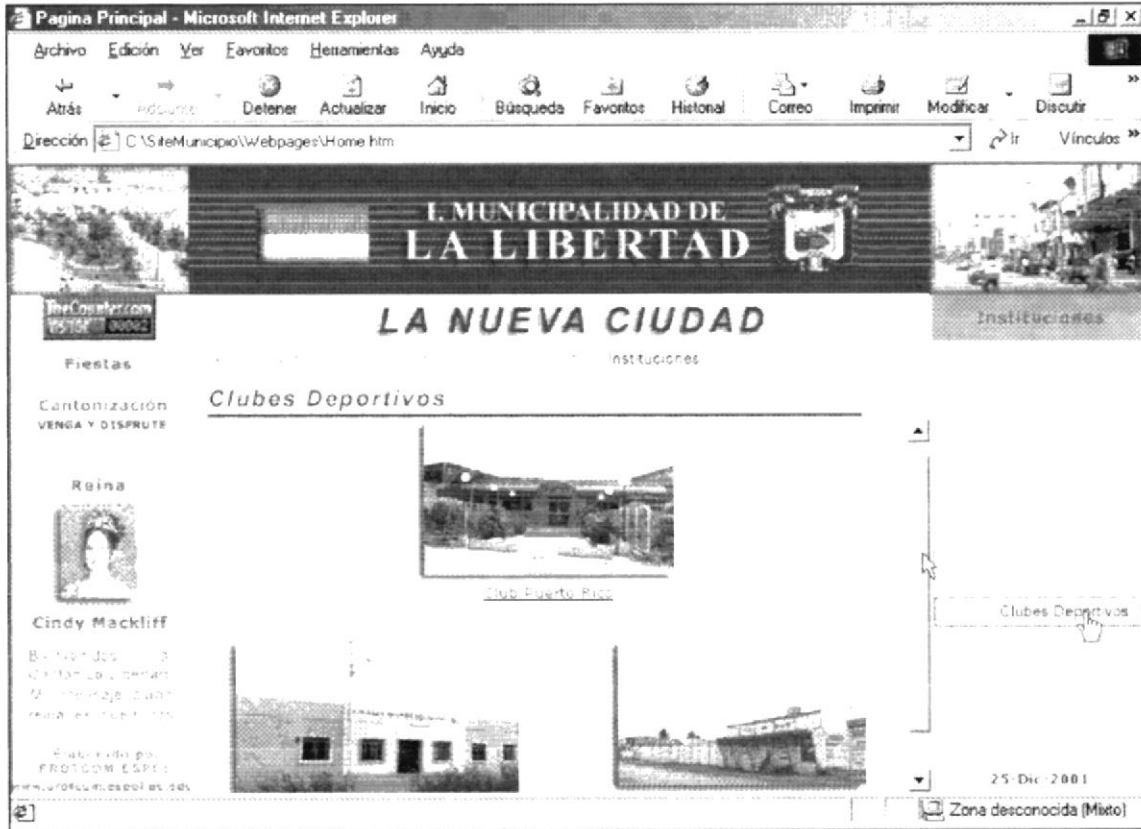 Pagina Principal - Microsoft Internet Explorer
Archivo Edición Ver Favoritos Herramientas Ayuda
Atrás Detener Actualizar Inicio Búsqueda Favoritos Historial Correo Imprimir Modificar Discutir »
Dirección C:\SiteMunicipio\Webpages\Home.htm Ir Vínculos »
I. MUNICIPALIDAD DE
LA LIBERTAD
TheCounter.com
00002
LA NUEVA CIUDAD
Instituciones
Instituciones
Fiestas
Cantonización
VENGA Y DISFRUTE
Clubes Deportivos
Reina
Club Puerto Rico
Cindy Mackliff
Clubes Deportivos
Elaborado por
25-Dic-2001
Zona desconocida (Mixto)